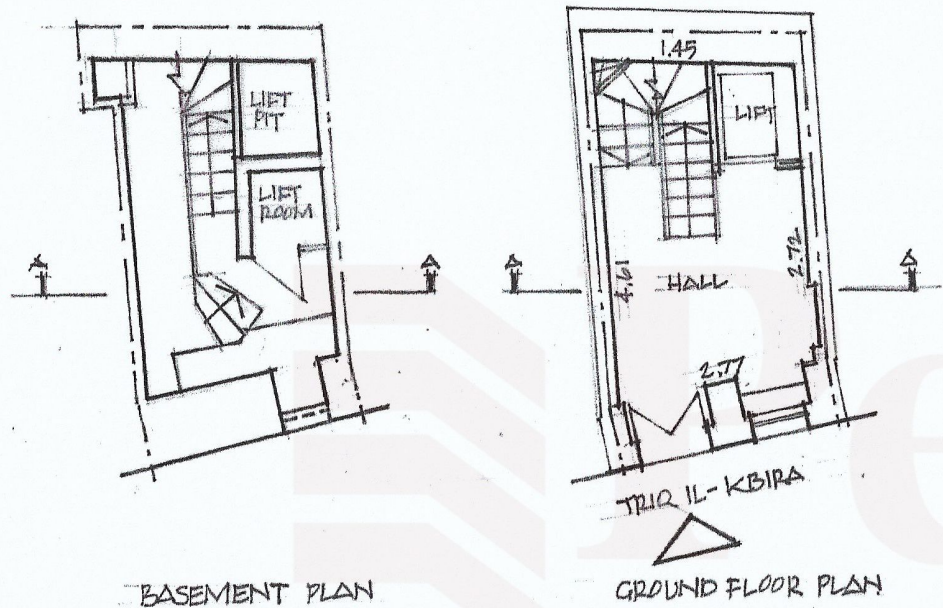 LIFT
PIT
LIFT
ROOM
A
A
BASEMENT PLAN
1.45
LIFT
4.61
HALL
2.72
2.77
A
A
TRIQ IL-KBIRA
GROUND FLOOR PLAN
Pe